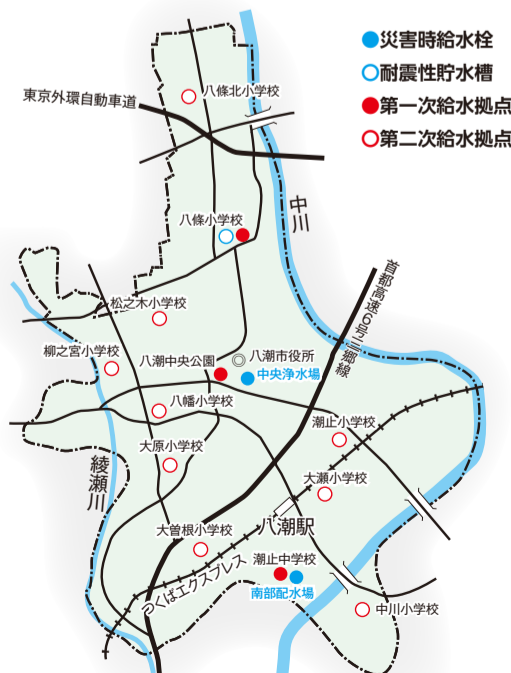 災害時給水栓
耐震性貯水槽
第一次給水拠点
第二次給水拠点
八條北小学校
東京外環自動車道
中川
八條小学校
首都高速6号三郷線
松之木小学校
柳之宮小学校
八潮中央公園
八潮市役所
中央浄水場
八幡小学校
潮止小学校
大原小学校
綾瀬川
大瀬小学校
大曽根小学校
八潮駅
潮止中学校
つくばエクスプレス
南部配水場
中川小学校